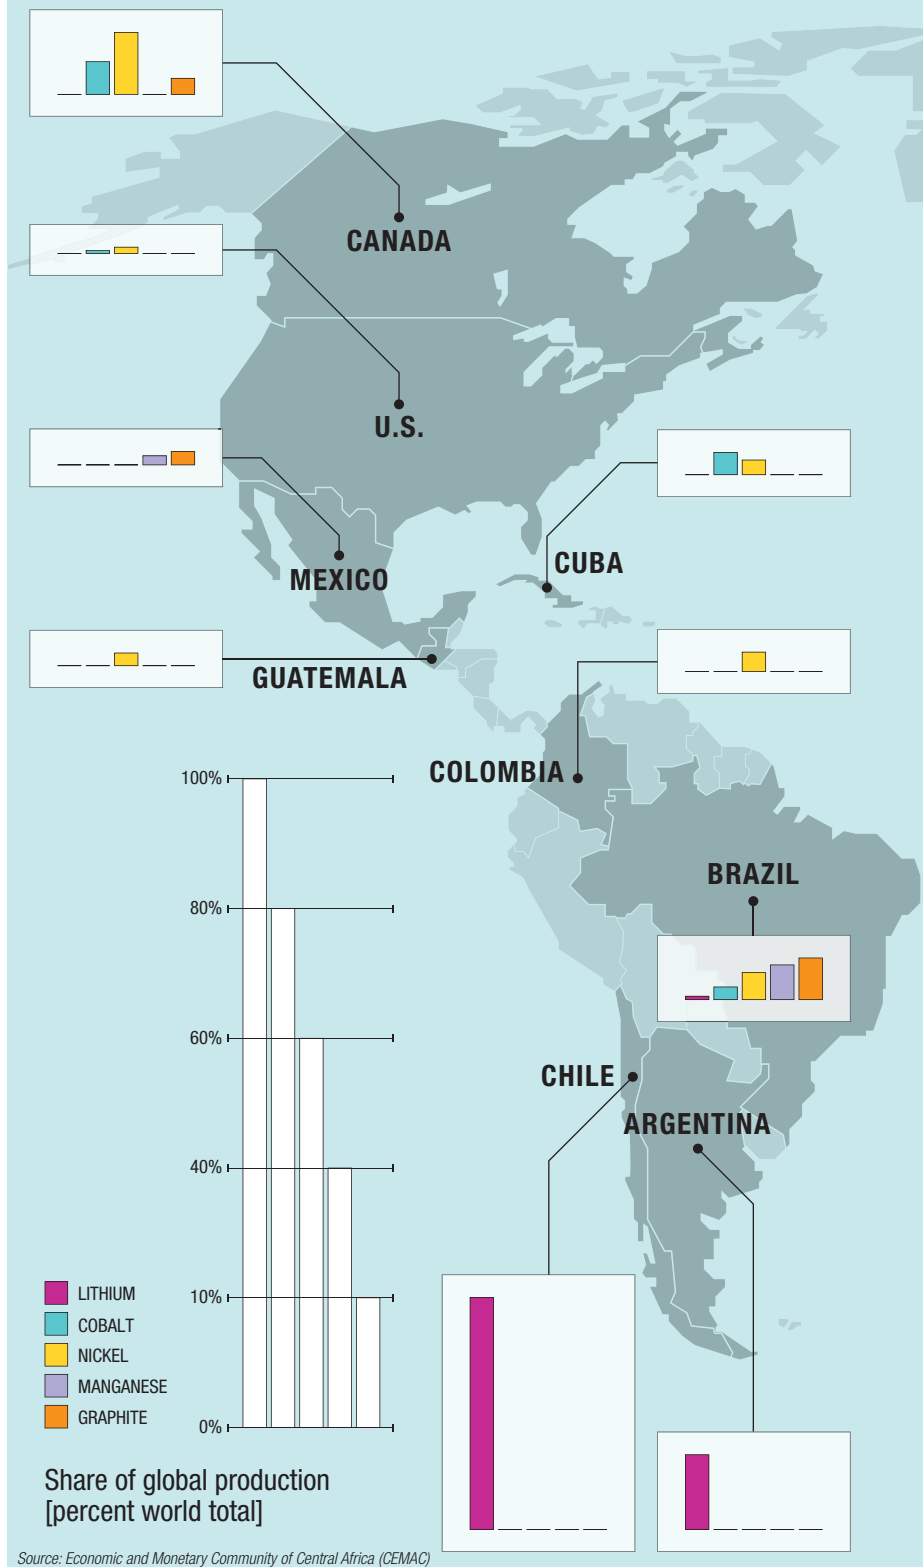 CANADA
U.S.
MEXICO
CUBA
GUATEMALA
COLOMBIA
BRAZIL
CHILE
ARGENTINA
100%
80%
60%
40%
10%
0%
LITHIUM
COBALT
NICKEL
MANGANESE
GRAPHITE
Share of global production
[percent world total]
Source: Economic and Monetary Community of Central Africa (CEMAC)